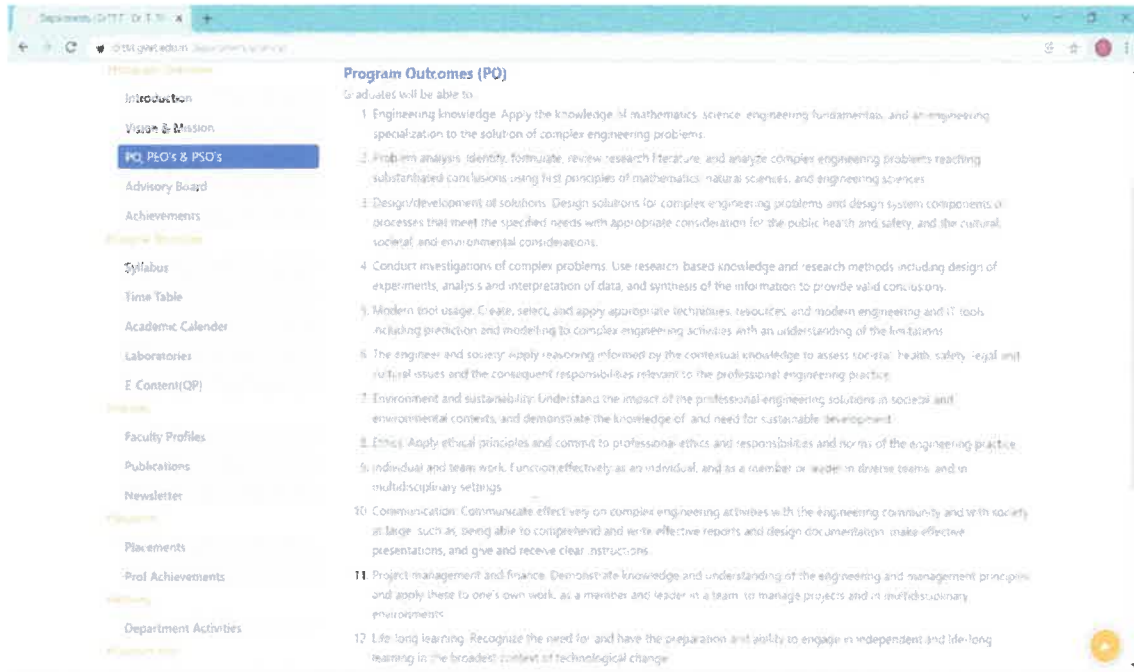 Program Outcomes (PO)
Graduates will be able to
Introduction
Vision & Mission
PO, PEO's & PSO's
Advisory Board
Achievements
Syllabus
Time Table
Academic Calender
Laboratories
E Content(QP)
Faculty Profiles
Publications
Newsletter
Placements
Prof Achievements
Department Activities
1. Engineering knowledge. Apply the knowledge of mathematics, science, engineering fundamentals, and an engineering
specialization to the solution of complex engineering problems.
2. Problem analysis. Identify, formulate, review research literature, and analyze complex engineering problems reaching
substantiated conclusions using first principles of mathematics, natural sciences, and engineering sciences.
3. Design/development of solutions. Design solutions for complex engineering problems and design system components or
processes that meet the specified needs with appropriate consideration for the public health and safety, and the cultural,
societal, and environmental considerations.
4. Conduct investigations of complex problems. Use research-based knowledge and research methods including design of
experiments, analysis and interpretation of data, and synthesis of the information to provide valid conclusions.
5. Modern tool usage. Create, select, and apply appropriate techniques, resources, and modern engineering and IT tools
including prediction and modelling to complex engineering activities with an understanding of the limitations
6. The engineer and society. Apply reasoning informed by the contextual knowledge to assess societal, health, safety, legal and
cultural issues and the consequent responsibilities relevant to the professional engineering practice
7. Environment and sustainability. Understand the impact of the professional engineering solutions in societal and
environmental contexts, and demonstrate the knowledge of and need for sustainable development
8. Ethics. Apply ethical principles and commit to professional ethics and responsibilities and norms of the engineering practice
9. Individual and team work. Function effectively as an individual, and as a member or leader in diverse teams, and in
multidisciplinary settings
10. Communication. Communicate effectively on complex engineering activities with the engineering community and with society
at large, such as, being able to comprehend and write effective reports and design documentation, make effective
presentations, and give and receive clear instructions.
11. Project management and finance. Demonstrate knowledge and understanding of the engineering and management principles
and apply these to one's own work, as a member and leader in a team, to manage projects and in multidisciplinary
environments
12. Life-long learning. Recognize the need for and have the preparation and ability to engage in independent and life-long
learning in the broadest context of technological change